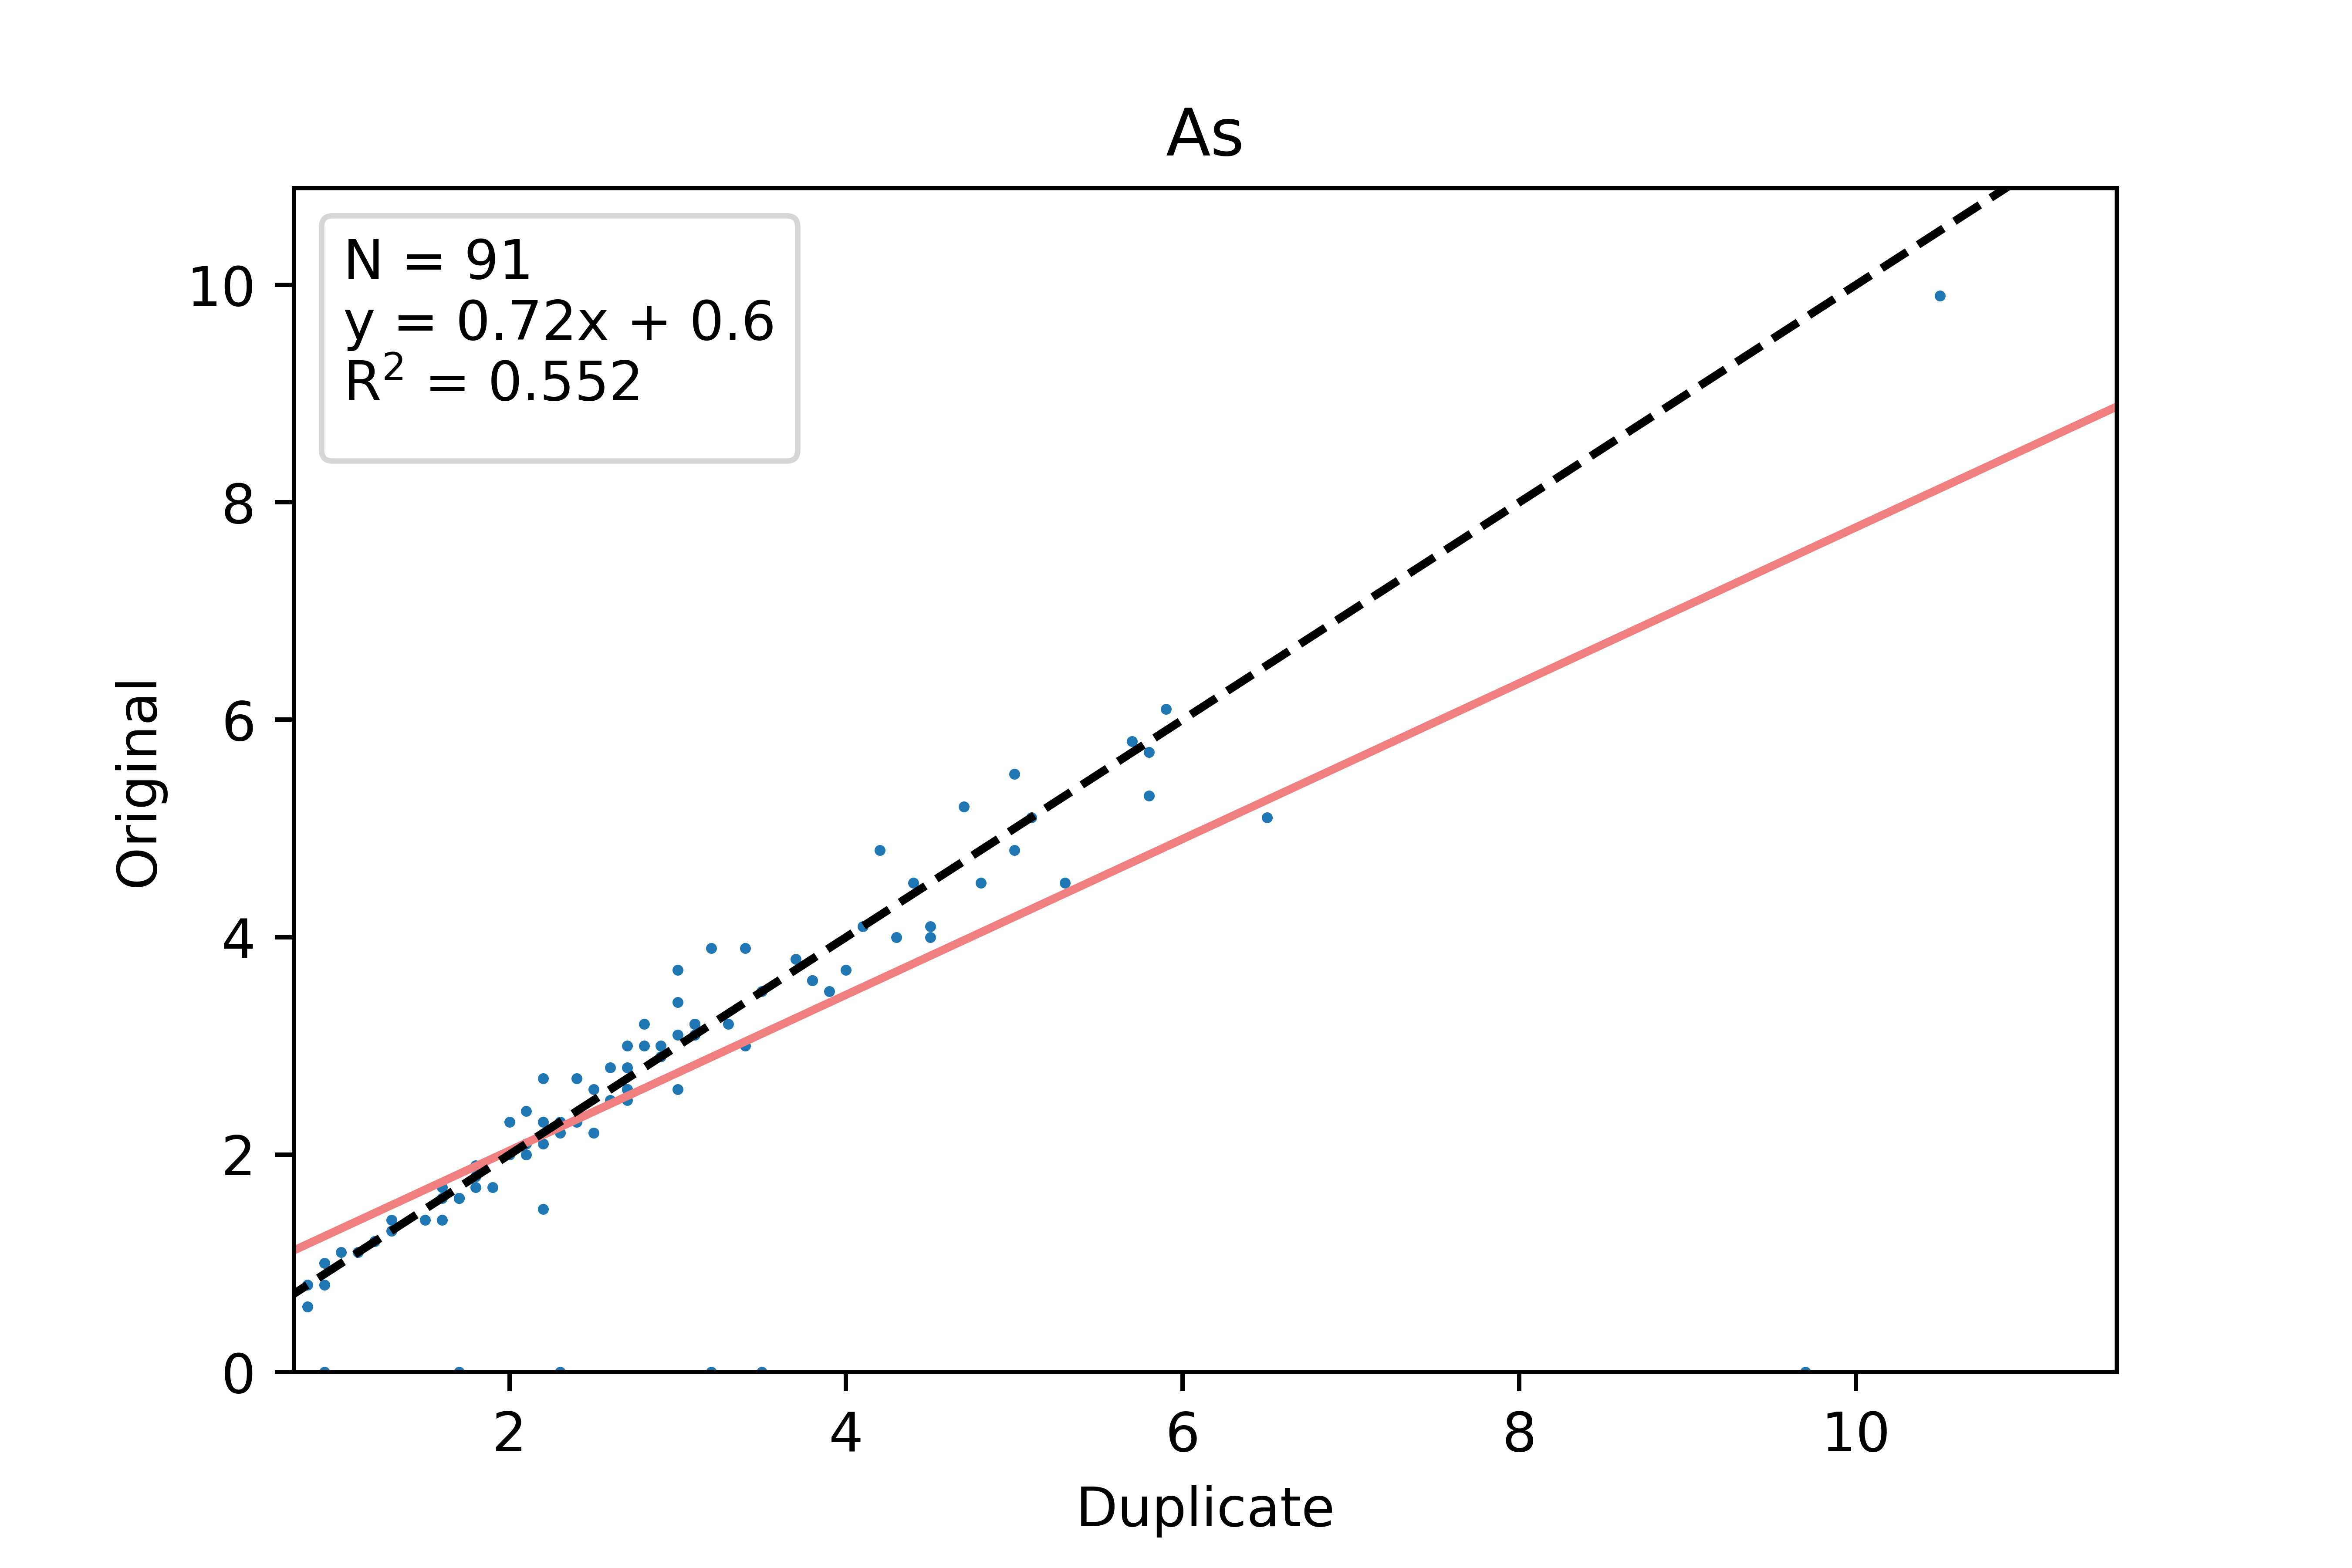 As
N = 91
y = 0.72x + 0.6
R² = 0.552
10
8
6
4
2
0
Original
2 4 6 8 10
Duplicate